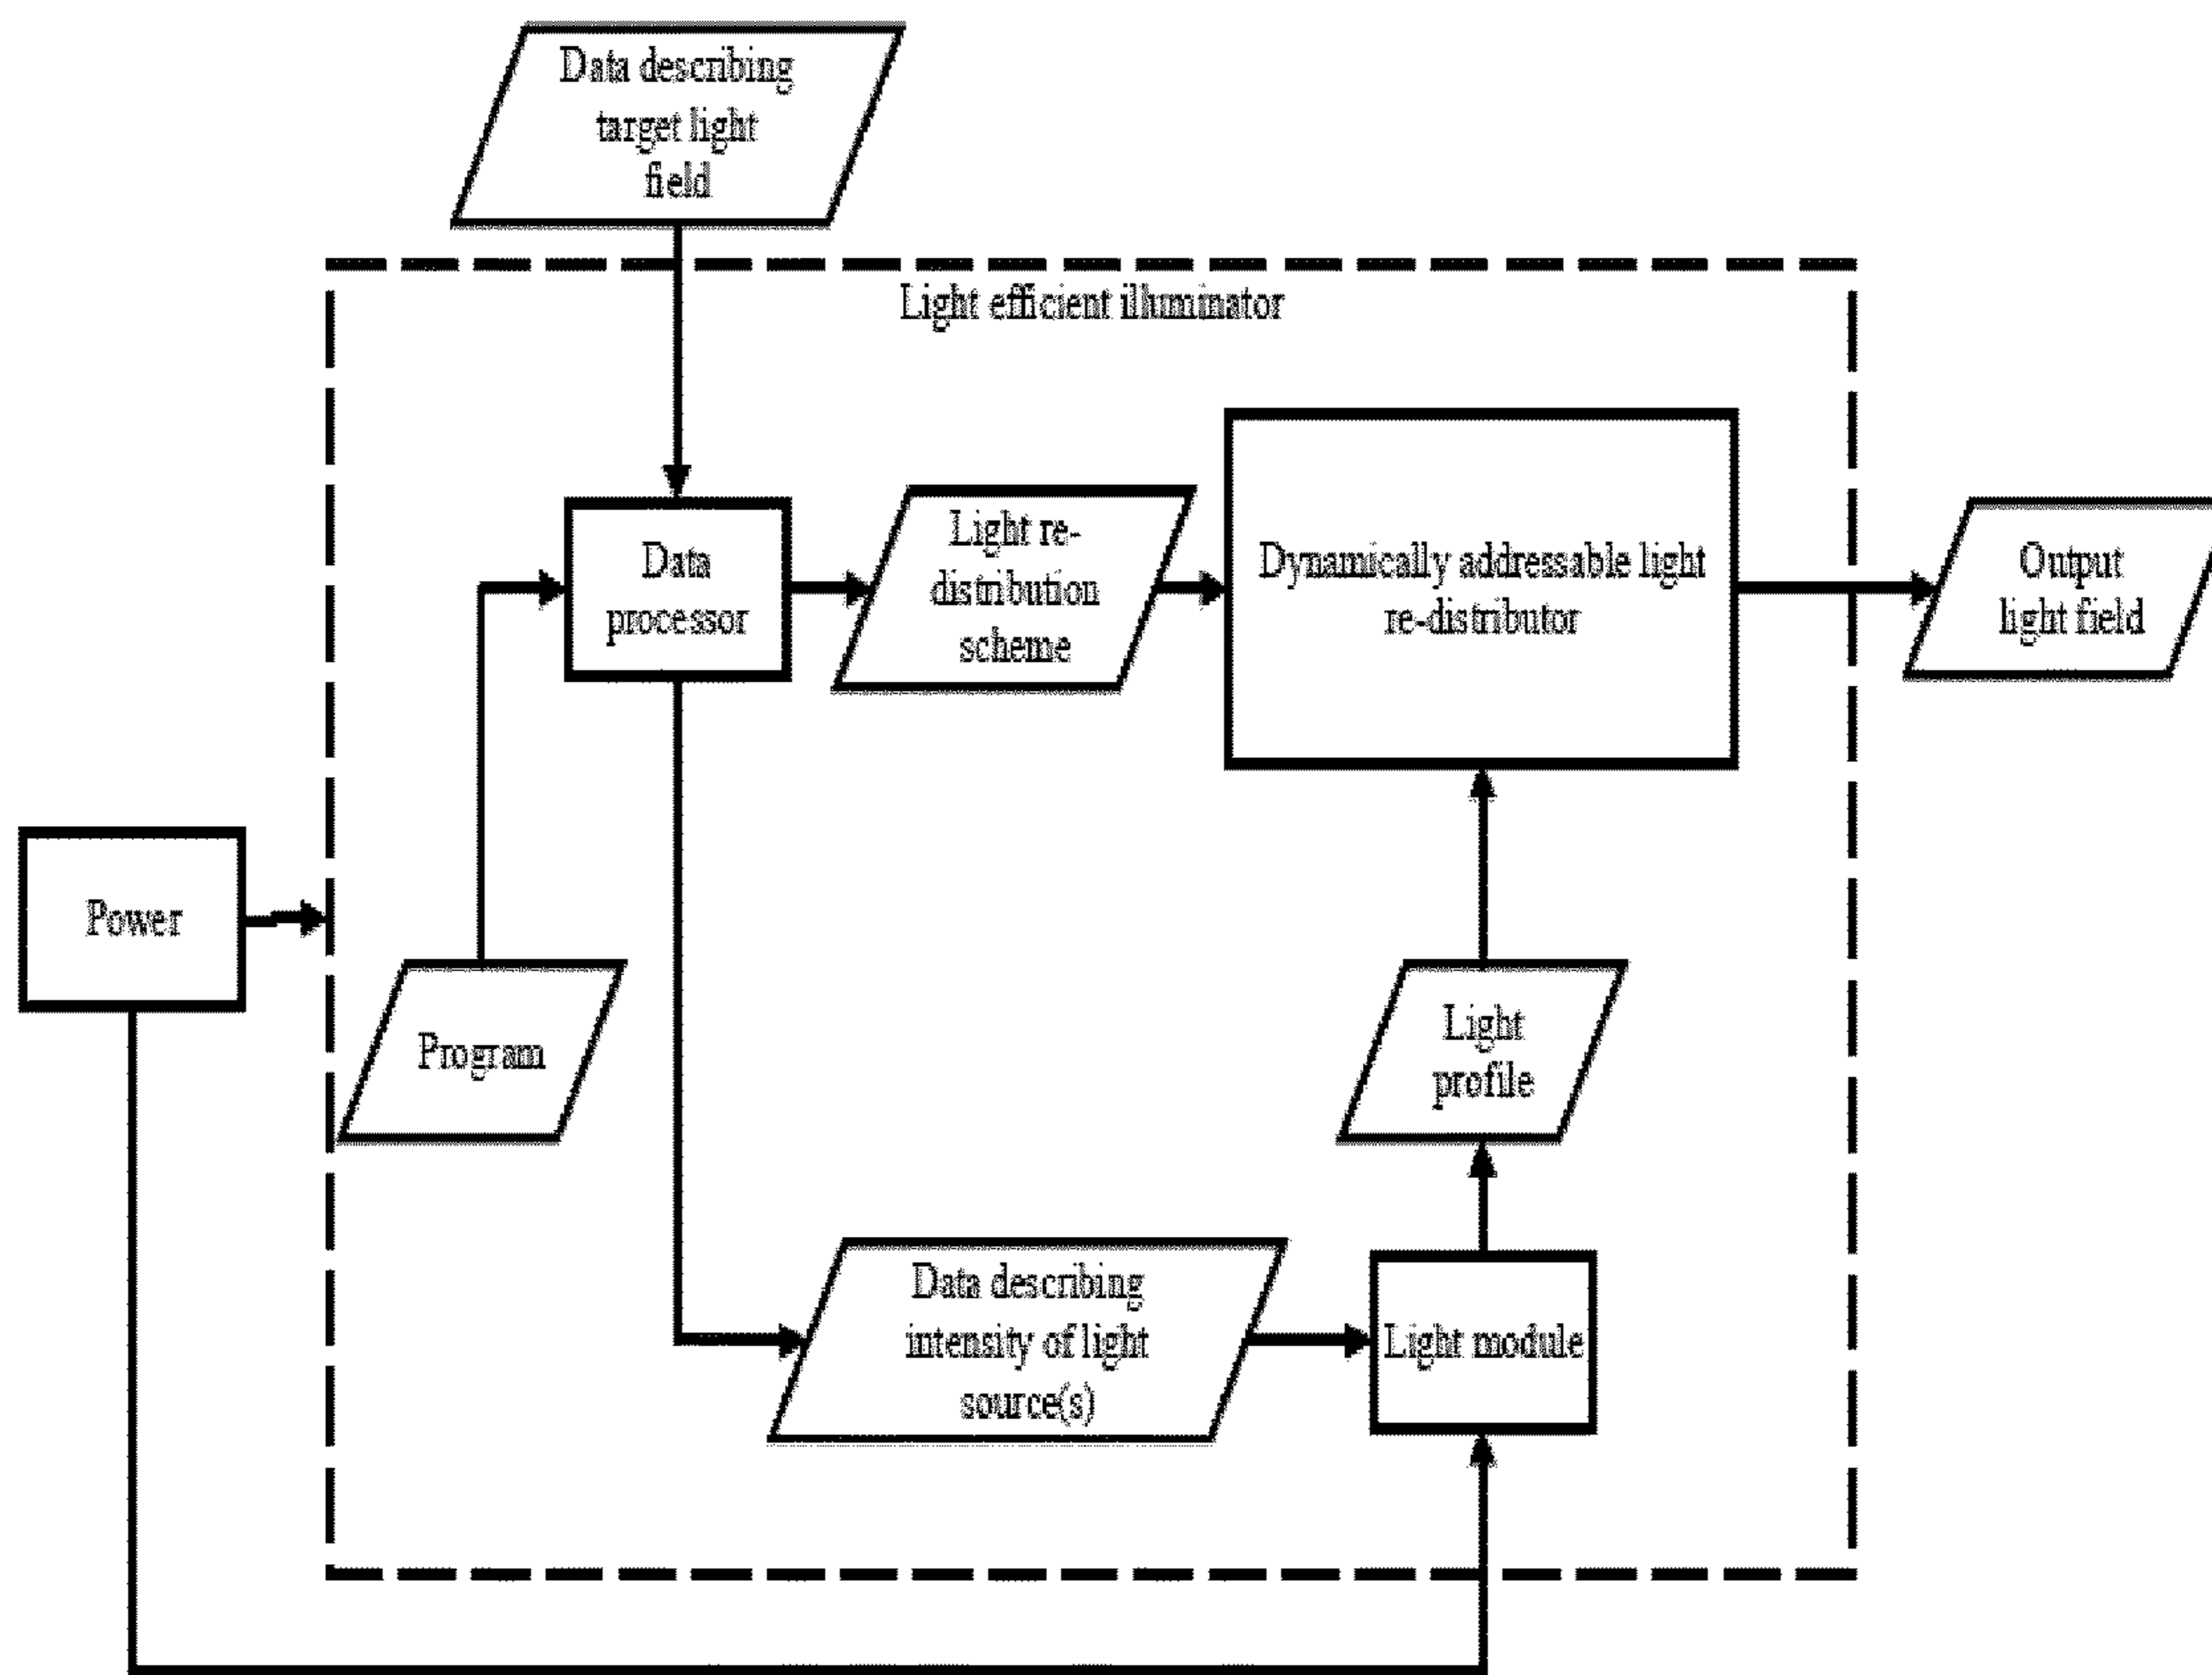 Data describing
target light
field
Light efficient illuminator
Data
processor
Light re-
distribution
scheme
Dynamically addressable light
re-distributor
Output
light field
Power
Program
Light
profile
Data describing
intensity of light
source(s)
Light module